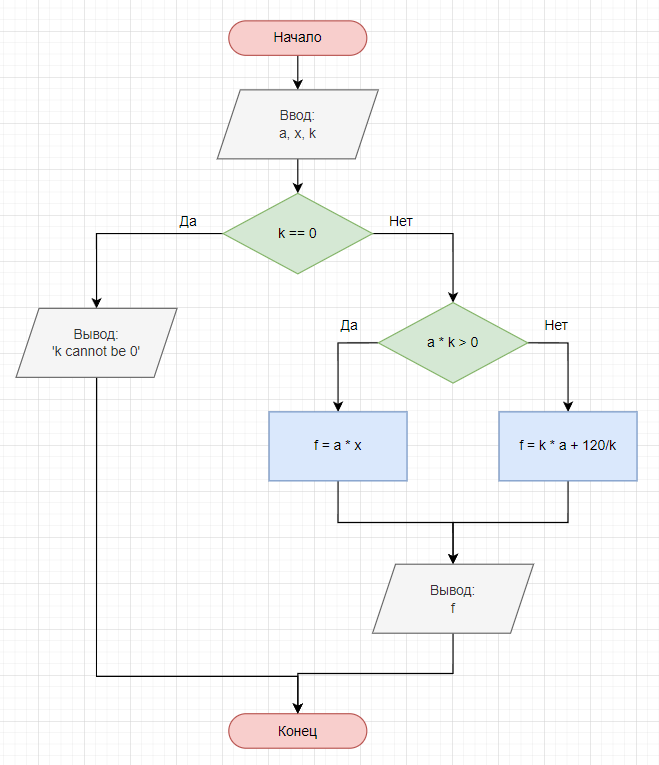 Начало
Ввод:
a, x, k
Да
Нет
k == 0
Вывод:
'k cannot be 0'
Да
Нет
a * k > 0
f = a * x
f = k * a + 120/k
Вывод:
f
Конец